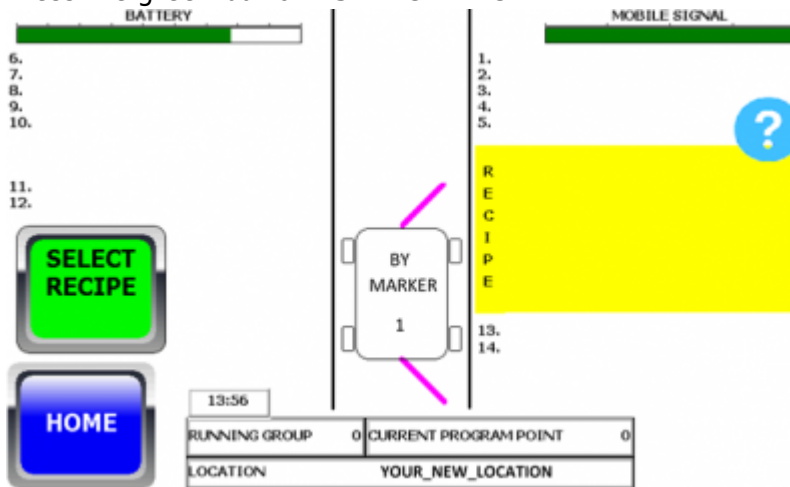 BATTERY
MOBILE SIGNAL
6.
7.
8.
9.
10.
11.
12.
1.
2.
3.
4.
5.
?
R
E
C
I
P
E
13.
14.
BY
MARKER
1
SELECT
RECIPE
HOME
13:56
RUNNING GROUP 0 CURRENT PROGRAM POINT 0
LOCATION YOUR_NEW_LOCATION